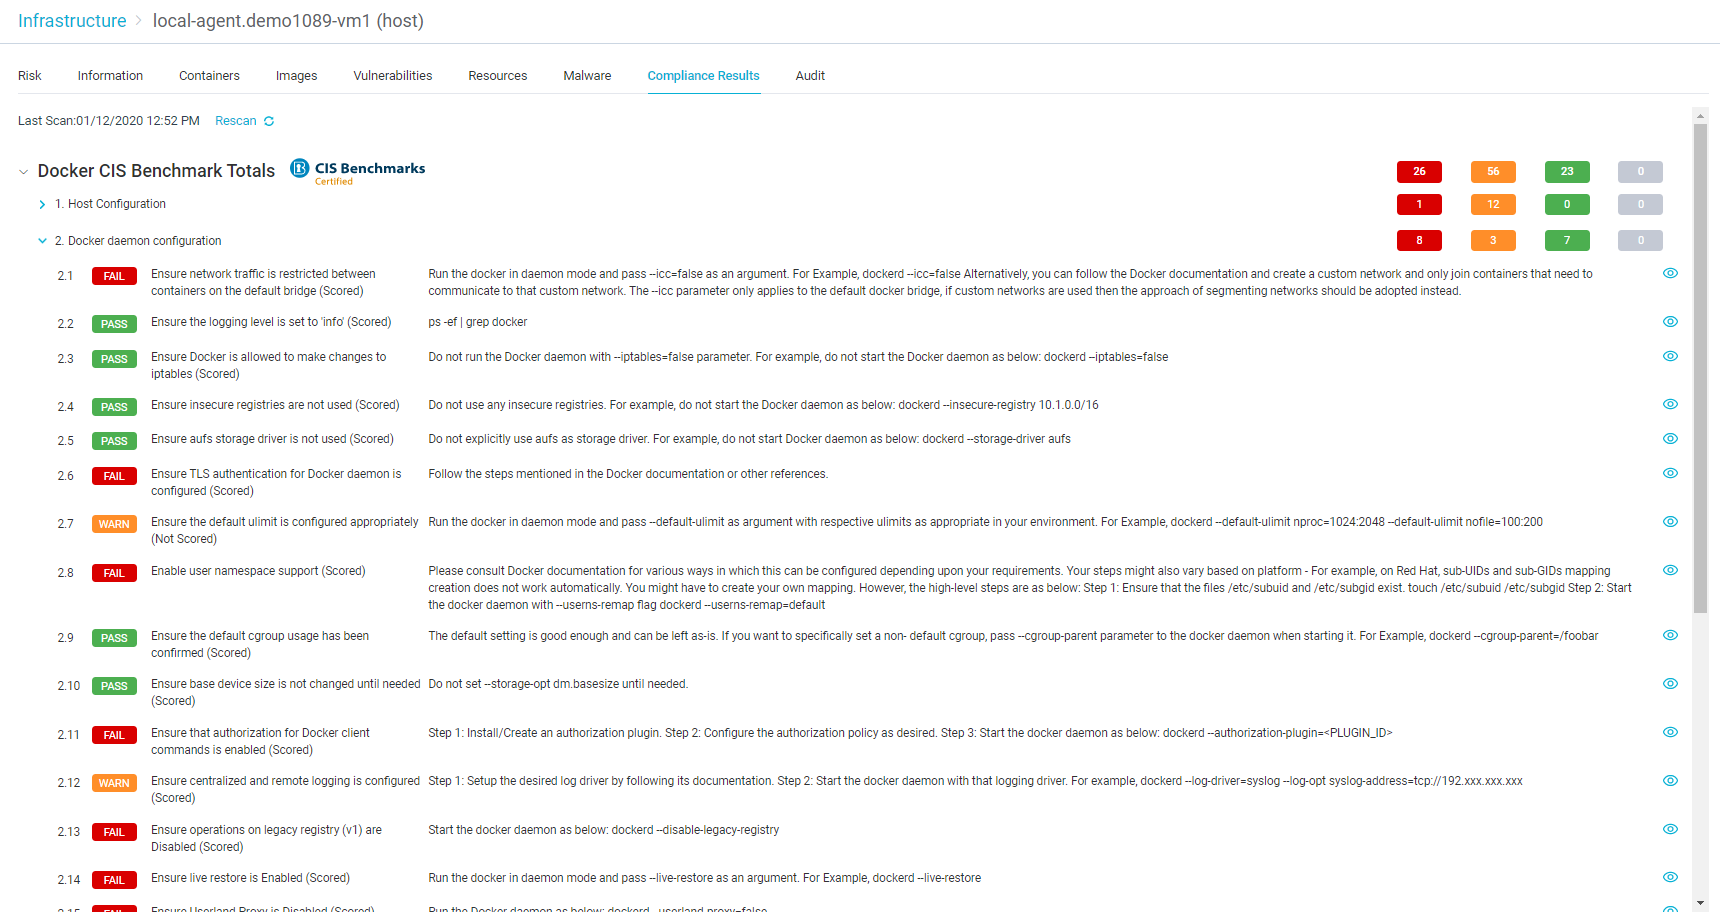 Infrastructure > local-agent.demo1089-vm1 (host)
Risk Information Containers Images Vulnerabilities Resources Malware Compliance Results Audit
Last Scan:01/12/2020 12:52 PM Rescan
Docker CIS Benchmark Totals CIS Benchmarks 26 56 23 0
Certified
1. Host Configuration 1 12 0 0
2. Docker daemon configuration 8 3 7 0
2.1 FAIL Ensure network traffic is restricted between Run the docker in daemon mode and pass --icc=false as an argument. For Example, dockerd --icc=false Alternatively, you can follow the Docker documentation and create a custom network and only join containers that need to
containers on the default bridge (Scored) communicate to that custom network. The --icc parameter only applies to the default docker bridge, if custom networks are used then the approach of segmenting networks should be adopted instead.
2.2 PASS Ensure the logging level is set to 'info' (Scored) ps -ef | grep docker
2.3 PASS Ensure Docker is allowed to make changes to Do not run the Docker daemon with --iptables=false parameter. For example, do not start the Docker daemon as below: dockerd --iptables=false
iptables (Scored)
2.4 PASS Ensure insecure registries are not used (Scored) Do not use any insecure registries. For example, do not start the Docker daemon as below: dockerd --insecure-registry 10.1.0.0/16
2.5 PASS Ensure aufs storage driver is not used (Scored) Do not explicitly use aufs as storage driver. For example, do not start Docker daemon as below: dockerd --storage-driver aufs
2.6 FAIL Ensure TLS authentication for Docker daemon is Follow the steps mentioned in the Docker documentation or other references.
configured (Scored)
2.7 WARN Ensure the default ulimit is configured appropriately Run the docker in daemon mode and pass --default-ulimit as argument with respective ulimits as appropriate in your environment. For Example, dockerd --default-ulimit nproc=1024:2048 --default-ulimit nofile=100:200
(Not Scored)
2.8 FAIL Enable user namespace support (Scored) Please consult Docker documentation for various ways in which this can be configured depending upon your requirements. Your steps might also vary based on platform - For example, on Red Hat, sub-UIDs and sub-GIDs mapping
creation does not work automatically. You might have to create your own mapping. However, the high-level steps are as below: Step 1: Ensure that the files /etc/subuid and /etc/subgid exist. touch /etc/subuid /etc/subgid Step 2: Start
the docker daemon with --userns-remap flag dockerd --userns-remap=default
2.9 PASS Ensure the default cgroup usage has been The default setting is good enough and can be left as-is. If you want to specifically set a non- default cgroup, pass --cgroup-parent parameter to the docker daemon when starting it. For Example, dockerd --cgroup-parent=/foobar
confirmed (Scored)
2.10 PASS Ensure base device size is not changed until needed Do not set --storage-opt dm.basesize until needed.
(Scored)
2.11 FAIL Ensure that authorization for Docker client Step 1: Install/Create an authorization plugin. Step 2: Configure the authorization policy as desired. Step 3: Start the docker daemon as below: dockerd --authorization-plugin=<PLUGIN_ID>
commands is enabled (Scored)
2.12 WARN Ensure centralized and remote logging is configured Step 1: Setup the desired log driver by following its documentation. Step 2: Start the docker daemon with that logging driver. For example, dockerd --log-driver=syslog --log-opt syslog-address=tcp://192.xxx.xxx.xxx
(Scored)
2.13 FAIL Ensure operations on legacy registry (v1) are Start the docker daemon as below: dockerd --disable-legacy-registry
Disabled (Scored)
2.14 FAIL Ensure live restore is Enabled (Scored) Run the docker in daemon mode and pass --live-restore as an argument. For Example, dockerd --live-restore
2.15 FAIL Ensure Userland Proxy is Disabled (Scored) Run the Docker daemon as below: dockerd --userland-proxy=false